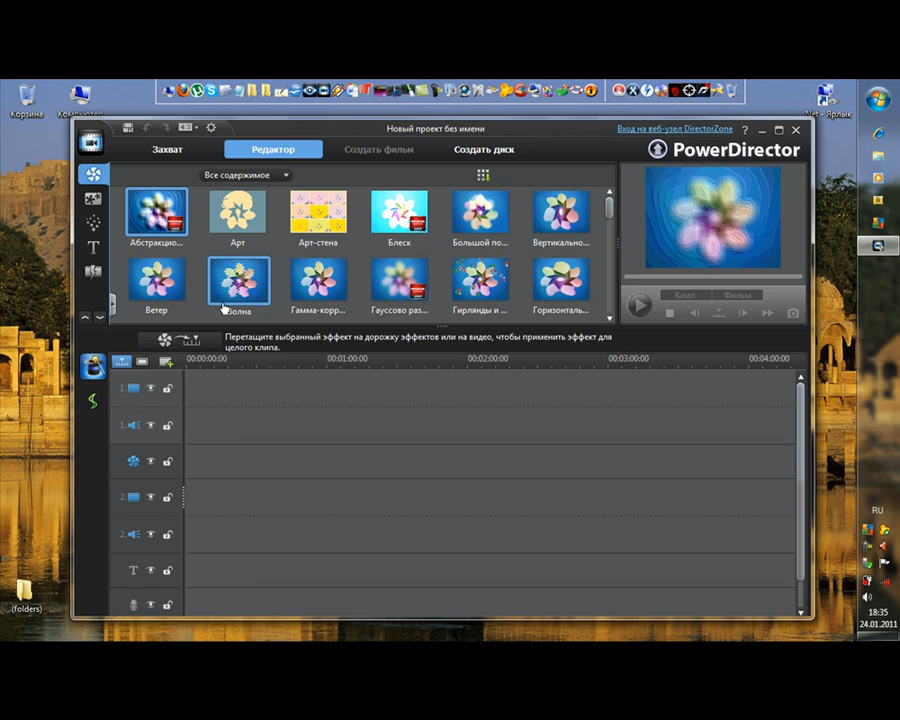 Корзина
Компьютер
Net - Ярлык
4:3
Новый проект без имени
Вход на веб-узел DirectorZone
?
Захват
Редактор
Создать фильм
Создать диск
PowerDirector
Все содержимое
Абстракцио...
Арт
Арт-стена
Блеск
Большой по...
Вертикально...
Ветер
Волна
Гамма-корр...
Гауссово раз...
Гирлянды и ...
Горизонталь...
Клип
Фильм
Перетащите выбранный эффект на дорожку эффектов или на видео, чтобы применить эффект для
целого клипа.
00:00:00:00
00:01:00:00
00:02:00:00
00:03:00:00
00:04:00:00
1.
1.
2.
2.
T
(folders)
RU
18:35
24.01.2011